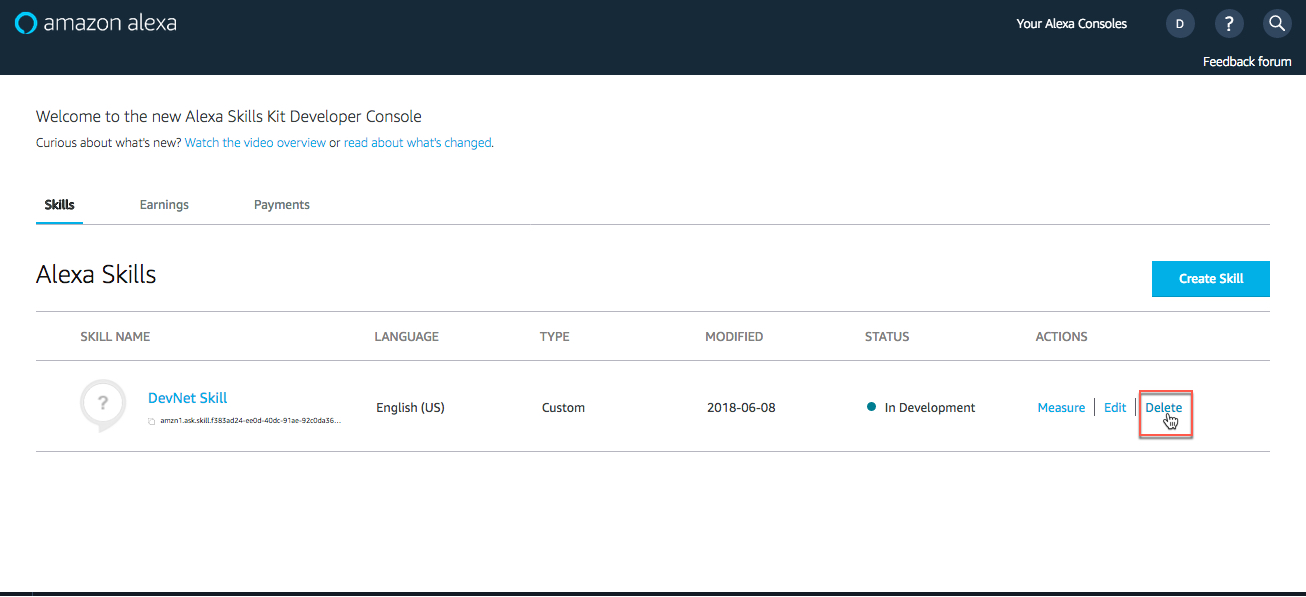 amazon alexa
Your Alexa Consoles D ?
Feedback forum
Welcome to the new Alexa Skills Kit Developer Console
Curious about what's new? Watch the video overview or read about what's changed.
Skills Earnings Payments
Alexa Skills
Create Skill
SKILL NAME LANGUAGE TYPE MODIFIED STATUS ACTIONS
?
DevNet Skill
amzn1.ask.skill.f383ad24-ee0d-40dc-91ae-92c0da36...
English (US) Custom 2018-06-08 In Development Measure Edit Delete